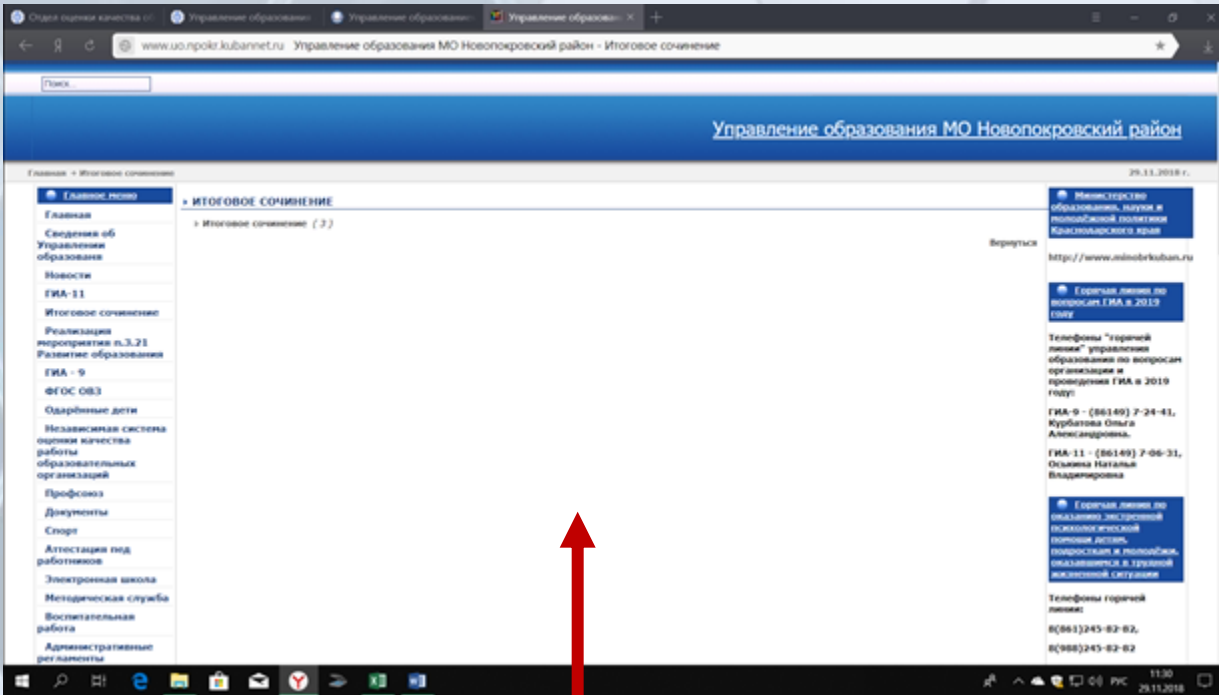 Отдел оценки качества об
Управление образования
Управление образования
Управление образован
www.uo.npokr.kubannet.ru Управление образования МО Новопокровский район - Итоговое сочинение
Поиск...
Управление образования МО Новопокровский район
Главная » Итоговое сочинение
29.11.2018 г.
Главное меню
Главная
Сведения об
Управлении
образованя
Новости
ГИА-11
Итоговое сочинение
Реализация
мероприятия п.3.21
Развитие образования
ГИА - 9
ФГОС ОВЗ
Одарённые дети
Независимая система
оценки качества
работы
образовательных
организаций
Профсоюз
Документы
Спорт
Аттестация пед
работников
Электронная школа
Методическая служба
Воспитательная
работа
Административные
регламенты
» ИТОГОВОЕ СОЧИНЕНИЕ
> Итоговое сочинение ( 3 )
Вернуться
Министерство
образования, науки и
молодёжной политики
Краснодарского края
http://www.minobrkuban.ru
Горячая линия по
вопросам ГИА в 2019
году
Телефоны "горячей
линии" управления
образования по вопросам
организации и
проведения ГИА в 2019
году:
ГИА-9 - (86149) 7-24-41,
Курбатова Ольга
Александровна.
ГИА-11 - (86149) 7-06-31,
Оськина Наталья
Владимировна
Горячая линия по
оказанию экстренной
психологической
помощи детям,
подросткам и молодёжи,
оказавшимся в трудной
жизненной ситуации
Телефоны горячей
линии:
8(861)245-82-82,
8(988)245-82-82
РУС
11:30
29.11.2018